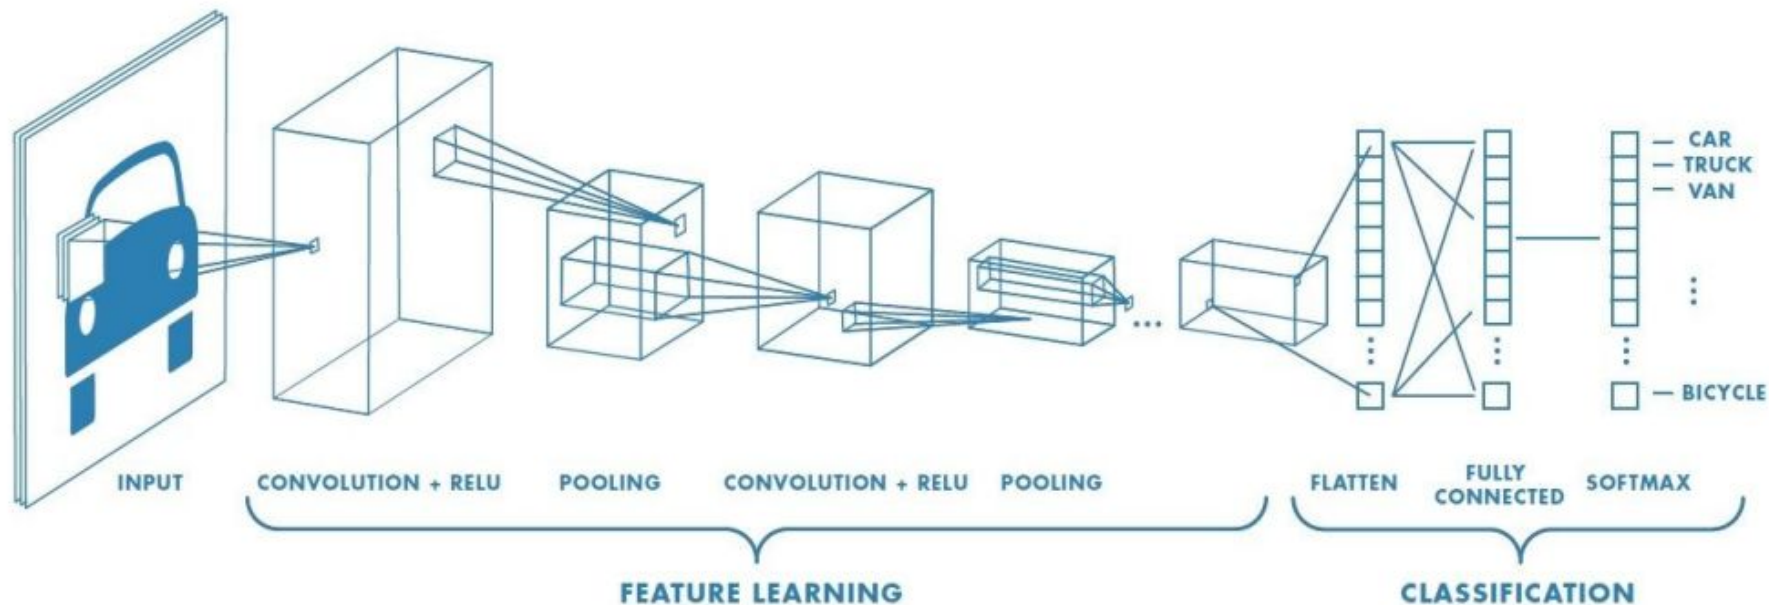 CAR
TRUCK
VAN
BICYCLE
INPUT
CONVOLUTION + RELU
POOLING
CONVOLUTION + RELU
POOLING
FLATTEN
FULLY
CONNECTED
SOFTMAX
FEATURE LEARNING
CLASSIFICATION